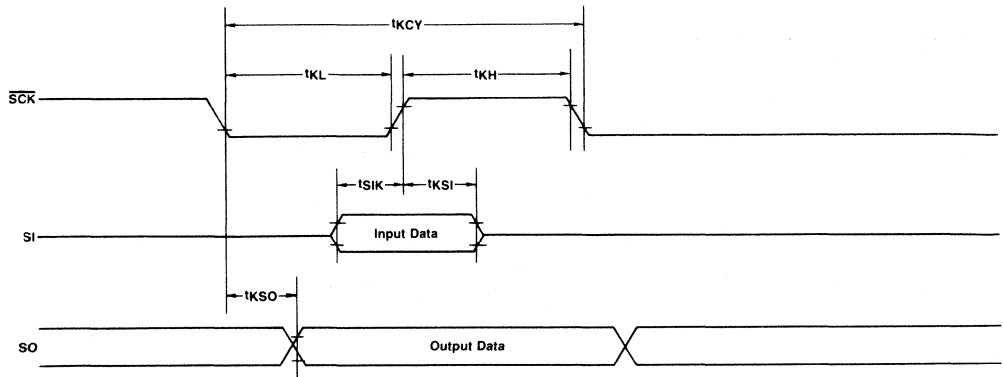 tKCY
tKL
tKH
SCK
tSIK
tKSI
SI
Input Data
tKSO
SO
Output Data